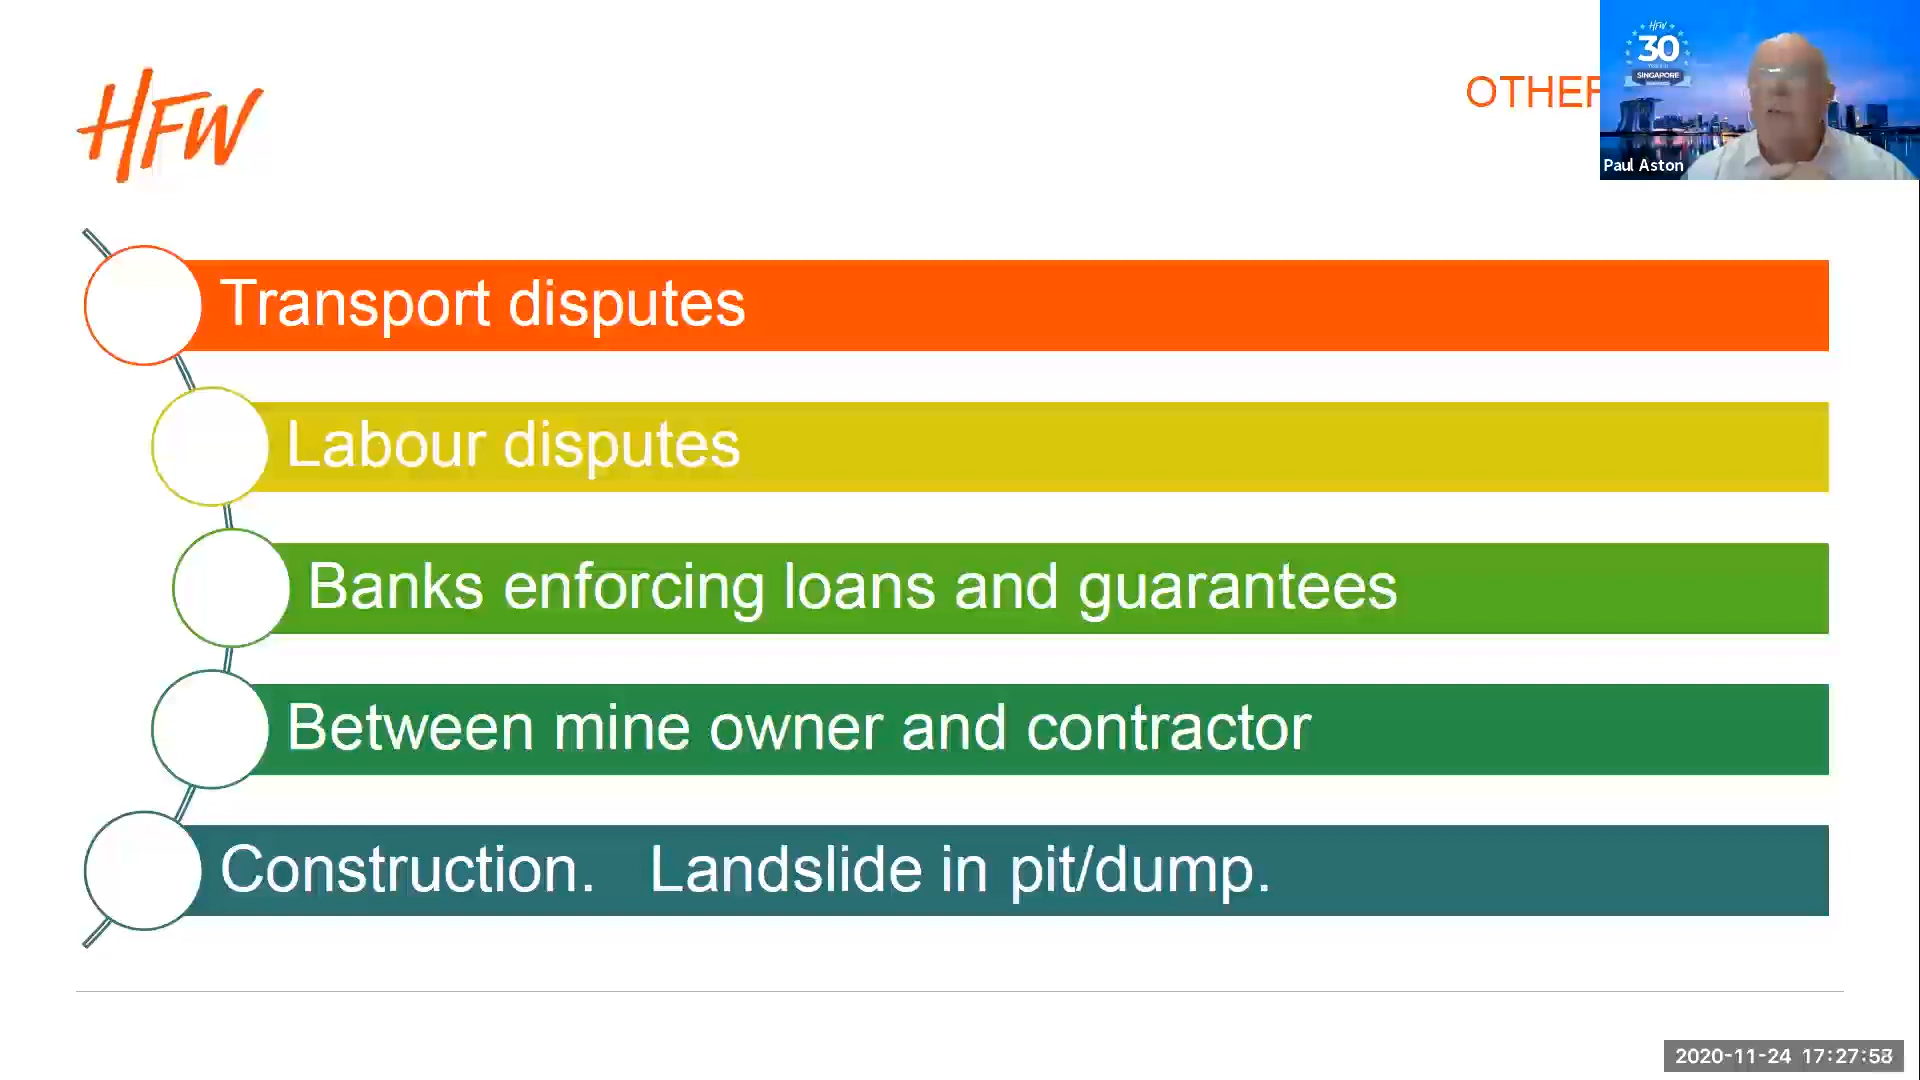 HFW
OTHER
HFW
30
SINGAPORE
Paul Aston
Transport disputes
Labour disputes
Banks enforcing loans and guarantees
Between mine owner and contractor
Construction. Landslide in pit/dump.
2020-11-24 17:27:58